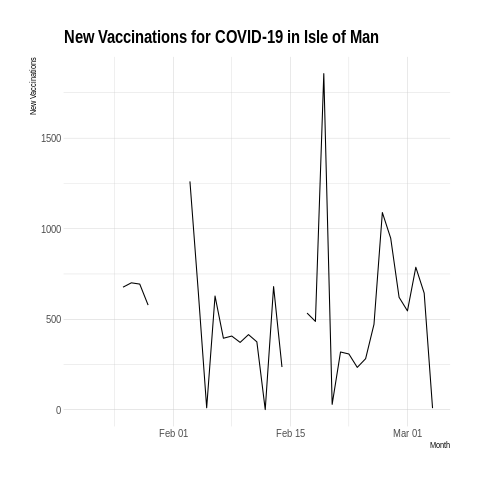 New Vaccinations for COVID-19 in Isle of Man
New Vaccinations
1500
1000
500
0
Feb 01
Feb 15
Mar 01
Month